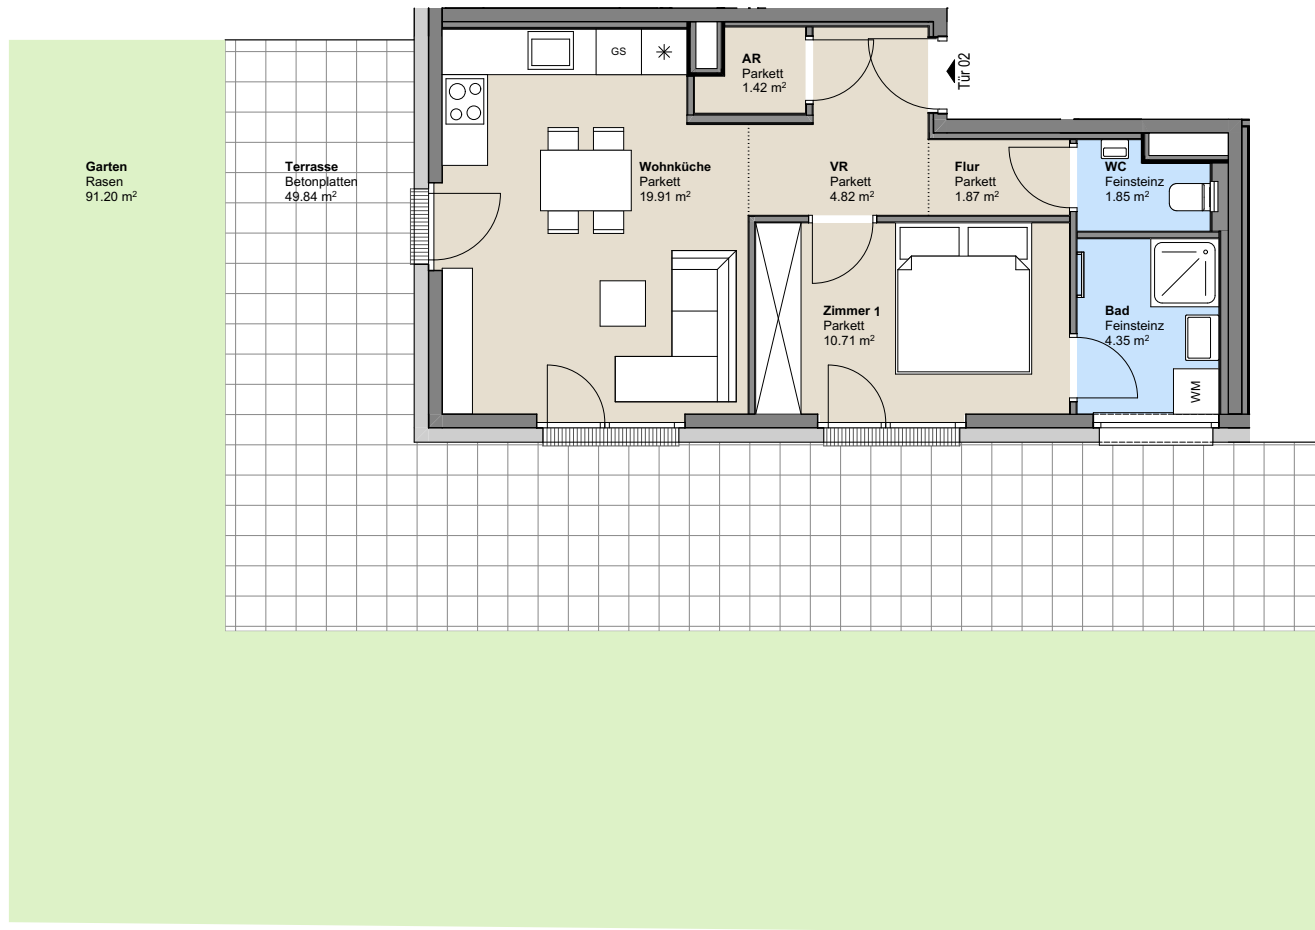 GS
AR
Parkett
1.42 m²
Tür 02
Garten
Rasen
91.20 m²
Terrasse
Betonplatten
49.84 m²
Wohnküche
Parkett
19.91 m²
VR
Parkett
4.82 m²
Flur
Parkett
1.87 m²
WC
Feinsteinz
1.85 m²
Zimmer 1
Parkett
10.71 m²
Bad
Feinsteinz
4.35 m²
WM